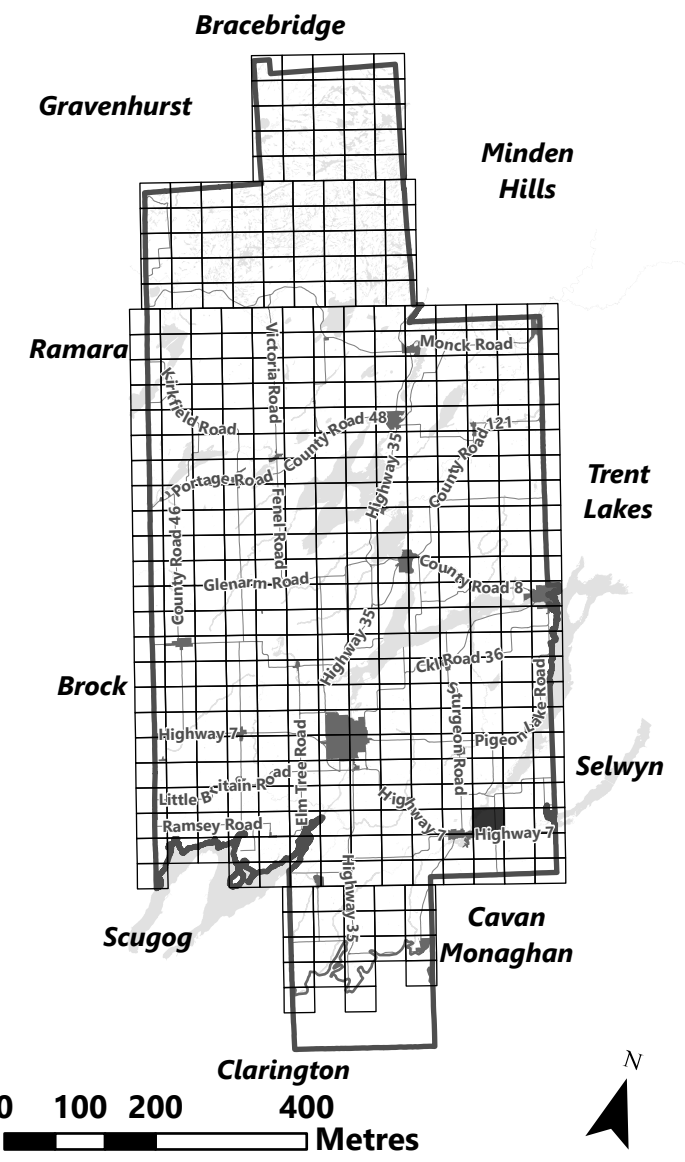 Bracebridge
Gravenhurst
Minden
Hills
Ramara
Monck Road
Victoria Road
Kirkfield Road
County Road 48
County Road 121
Highway 35
Portage Road
Trent
Lakes
Fenel Road
County Road 46
County Road 8
Glenarm Road
Highway 35
Ckl Road 36
Brock
Sturgeon Road
Pigeon Lake Road
Highway 7
Elm Tree Road
Selwyn
Little Britain Road
Highway 7
Ramsey Road
Highway 7
Highway 35
Scugog
Cavan
Monaghan
Clarington
N
0 100 200 400
Metres